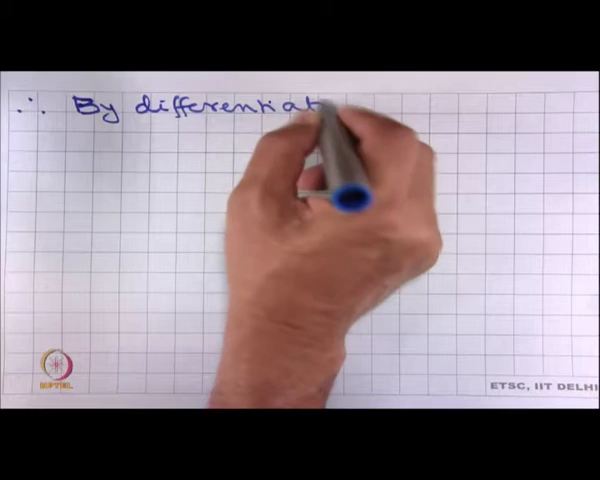 ∴ By differentiat
NPTEL
ETSC, IIT DELHI